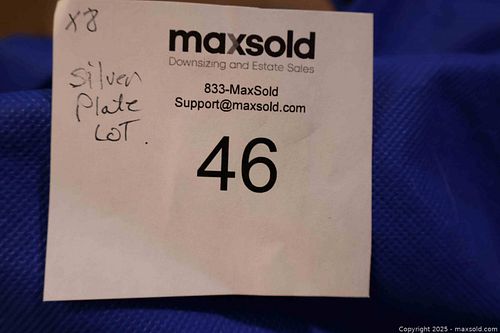 x8
maxsold
Downsizing and Estate Sales
Silver
Plate
LOT.
833-MaxSold
Support@maxsold.com
46
Copyright © 2025 - maxsold.com